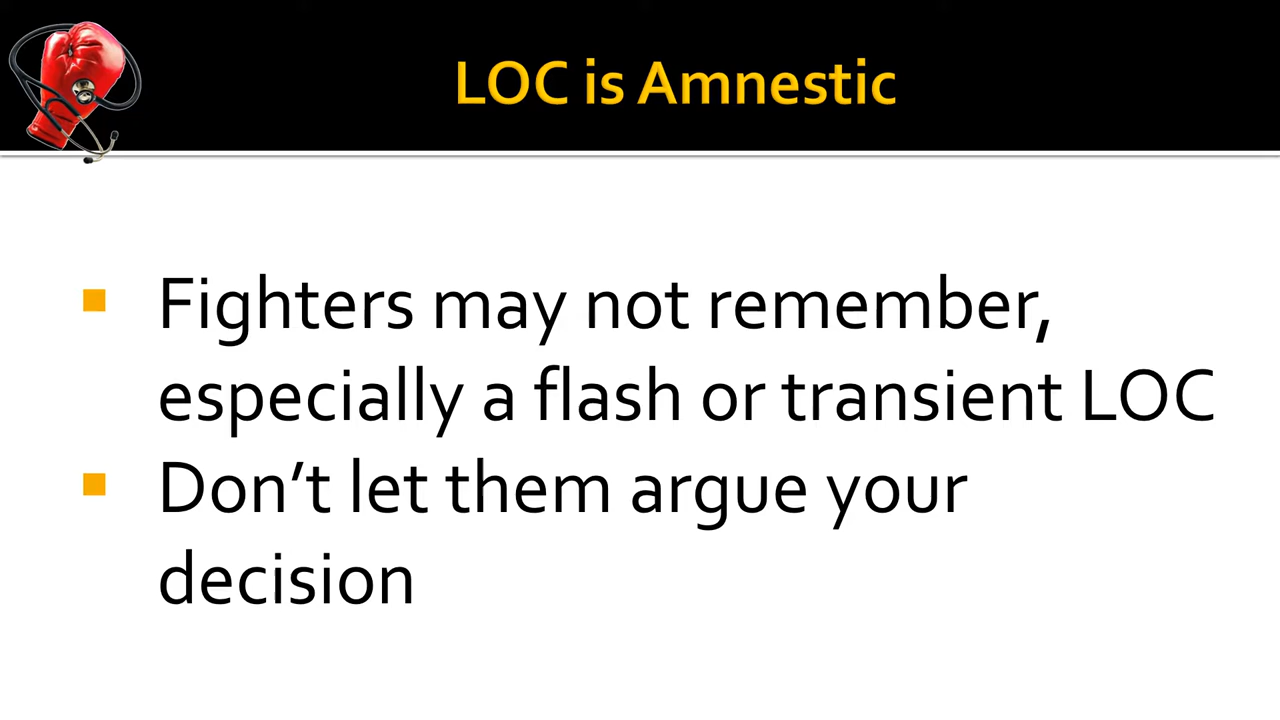 LOC is Amnestic
▪ Fighters may not remember,
especially a flash or transient LOC
▪ Don’t let them argue your
decision